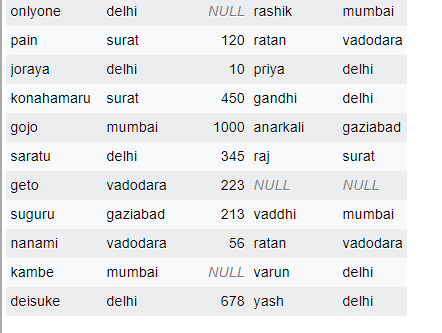 onlyone delhi NULL rashik mumbai
pain surat 120 ratan vadodara
joraya delhi 10 priya delhi
konahamaru surat 450 gandhi delhi
gojo mumbai 1000 anarkali gaziabad
saratu delhi 345 raj surat
geto vadodara 223 NULL NULL
suguru gaziabad 213 vaddhi mumbai
nanami vadodara 56 ratan vadodara
kambe mumbai NULL varun delhi
deisuke delhi 678 yash delhi